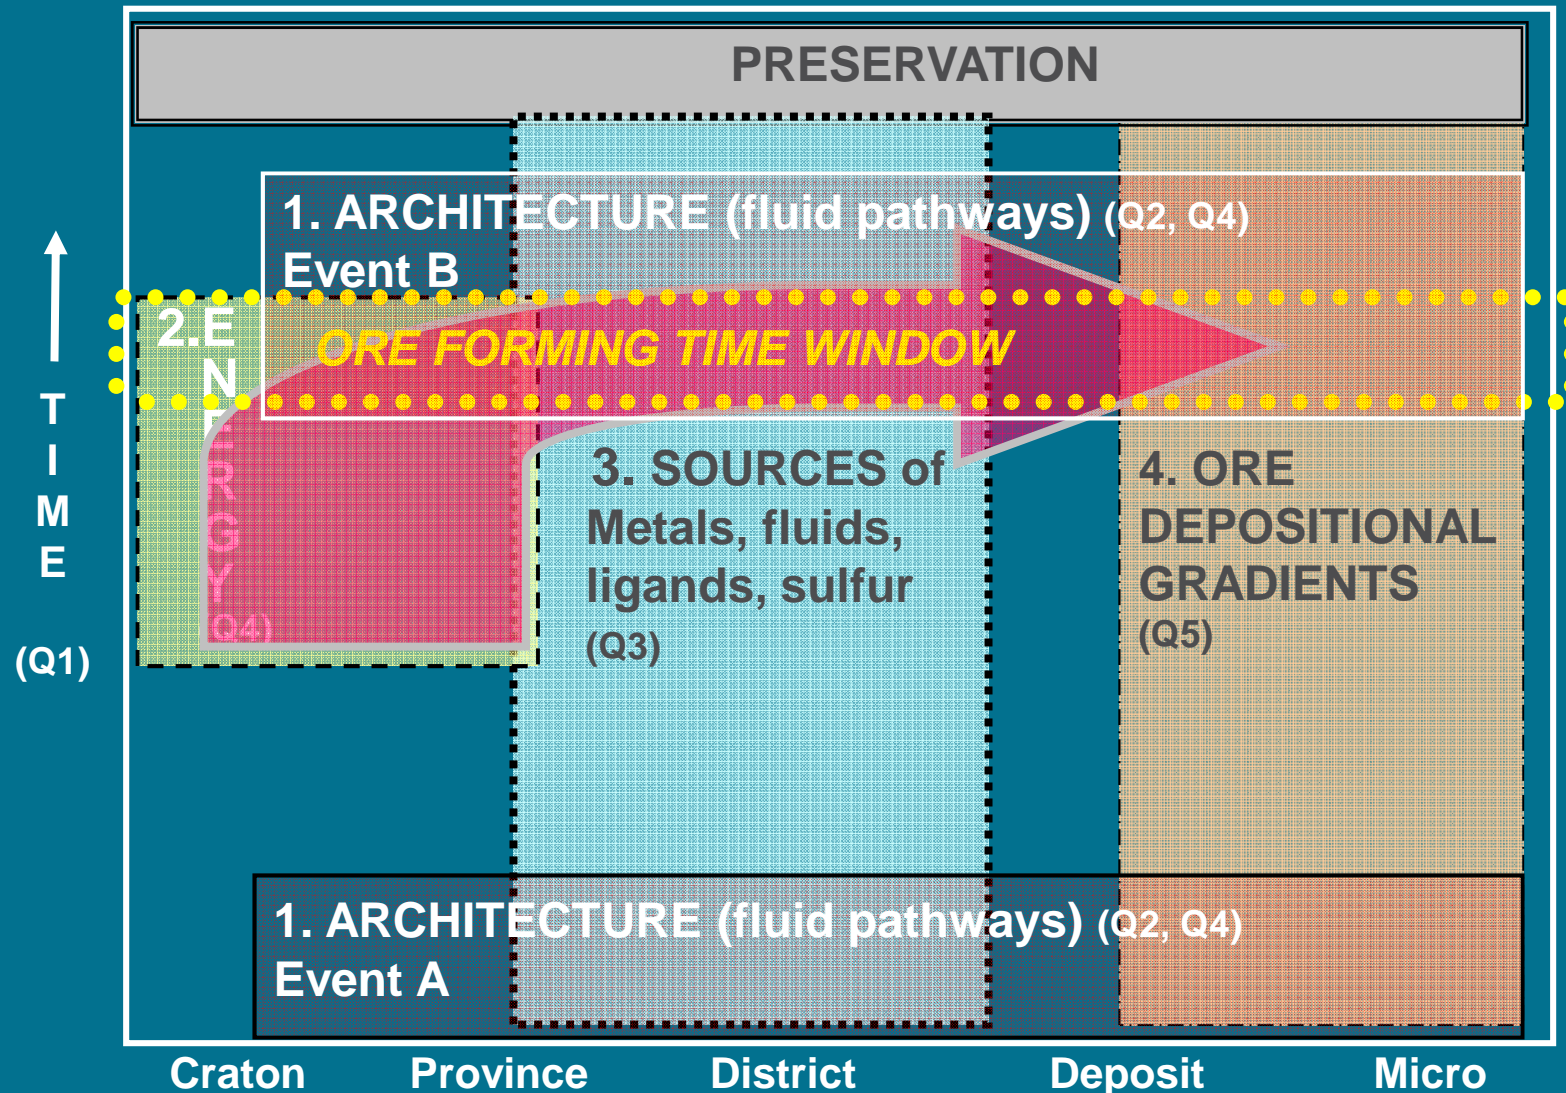 PRESERVATION
1. ARCHITECTURE (fluid pathways) (Q2, Q4)
Event B
2. ENERGY
(Q4)
ORE FORMING TIME WINDOW
TIME
(Q1)
3. SOURCES of
Metals, fluids,
ligands, sulfur
(Q3)
4. ORE
DEPOSITIONAL
GRADIENTS
(Q5)
1. ARCHITECTURE (fluid pathways) (Q2, Q4)
Event A
Craton Province District Deposit Micro